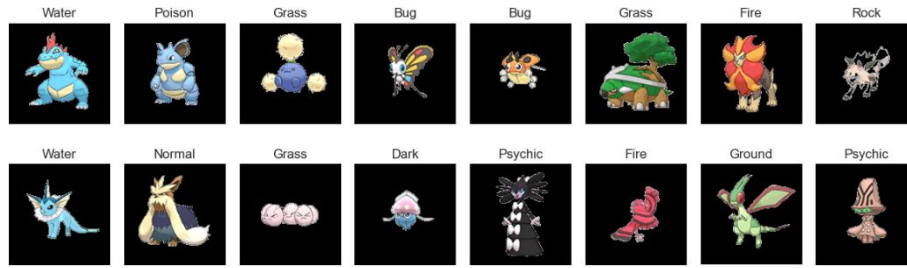 Water Poison Grass Bug Bug Grass Fire Rock
Water Normal Grass Dark Psychic Fire Ground Psychic